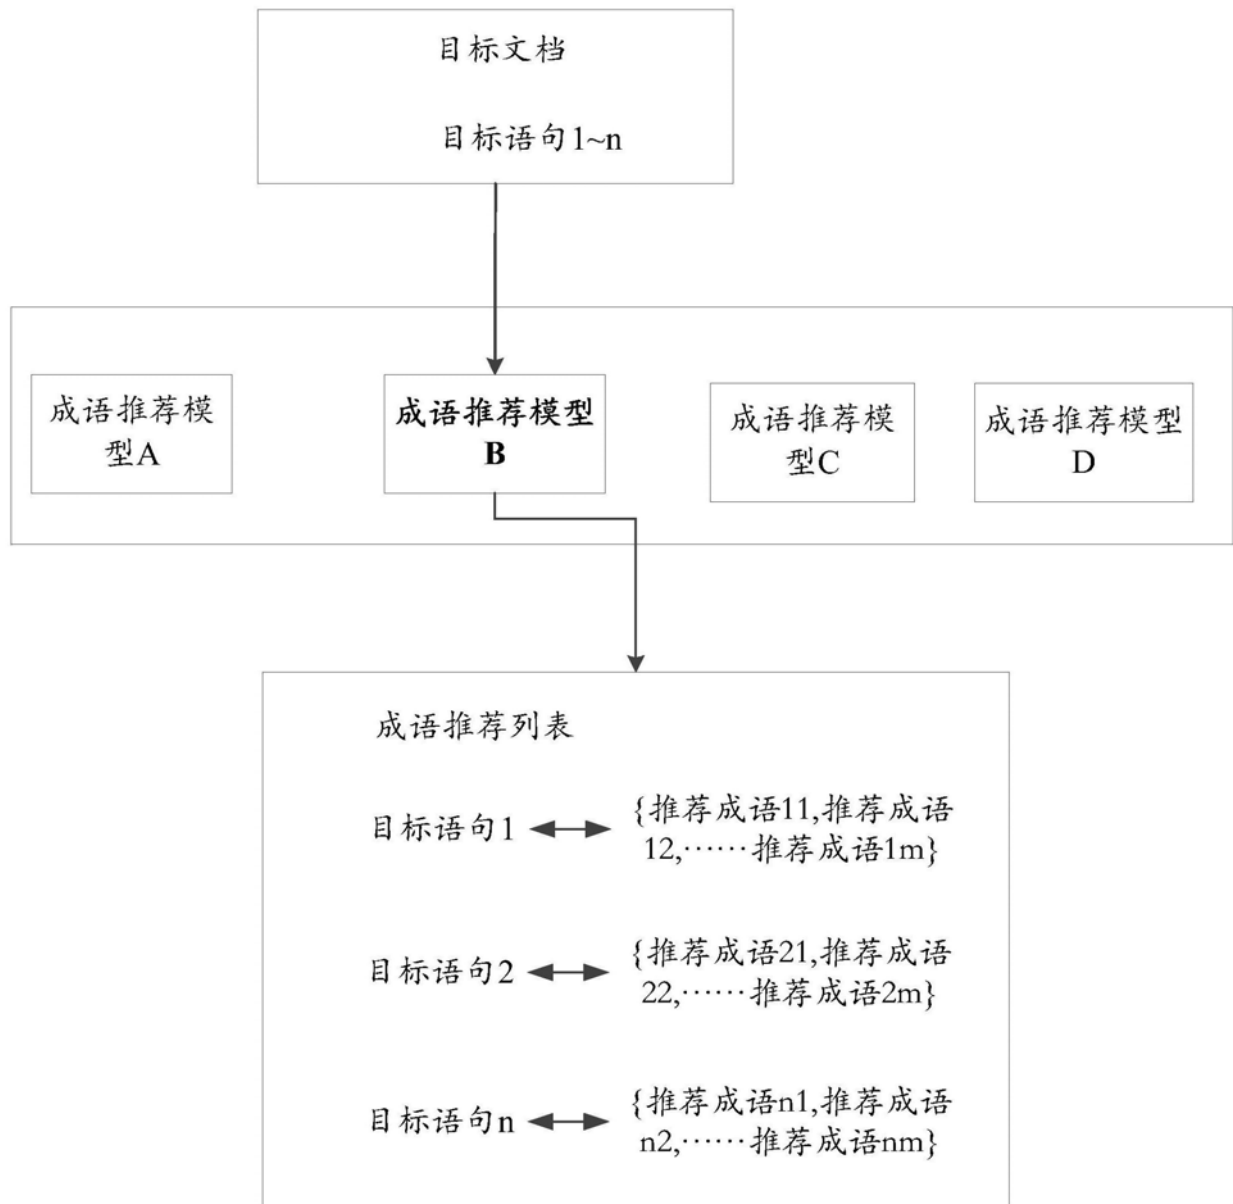 目标文档
目标语句1~n
成语推荐模
型A
成语推荐模型
B
成语推荐模
型C
成语推荐模型
D
成语推荐列表
目标语句1
{推荐成语11,推荐成语
12,……推荐成语1m}
目标语句2
{推荐成语21,推荐成语
22,……推荐成语2m}
目标语句n
{推荐成语n1,推荐成语
n2,……推荐成语nm}